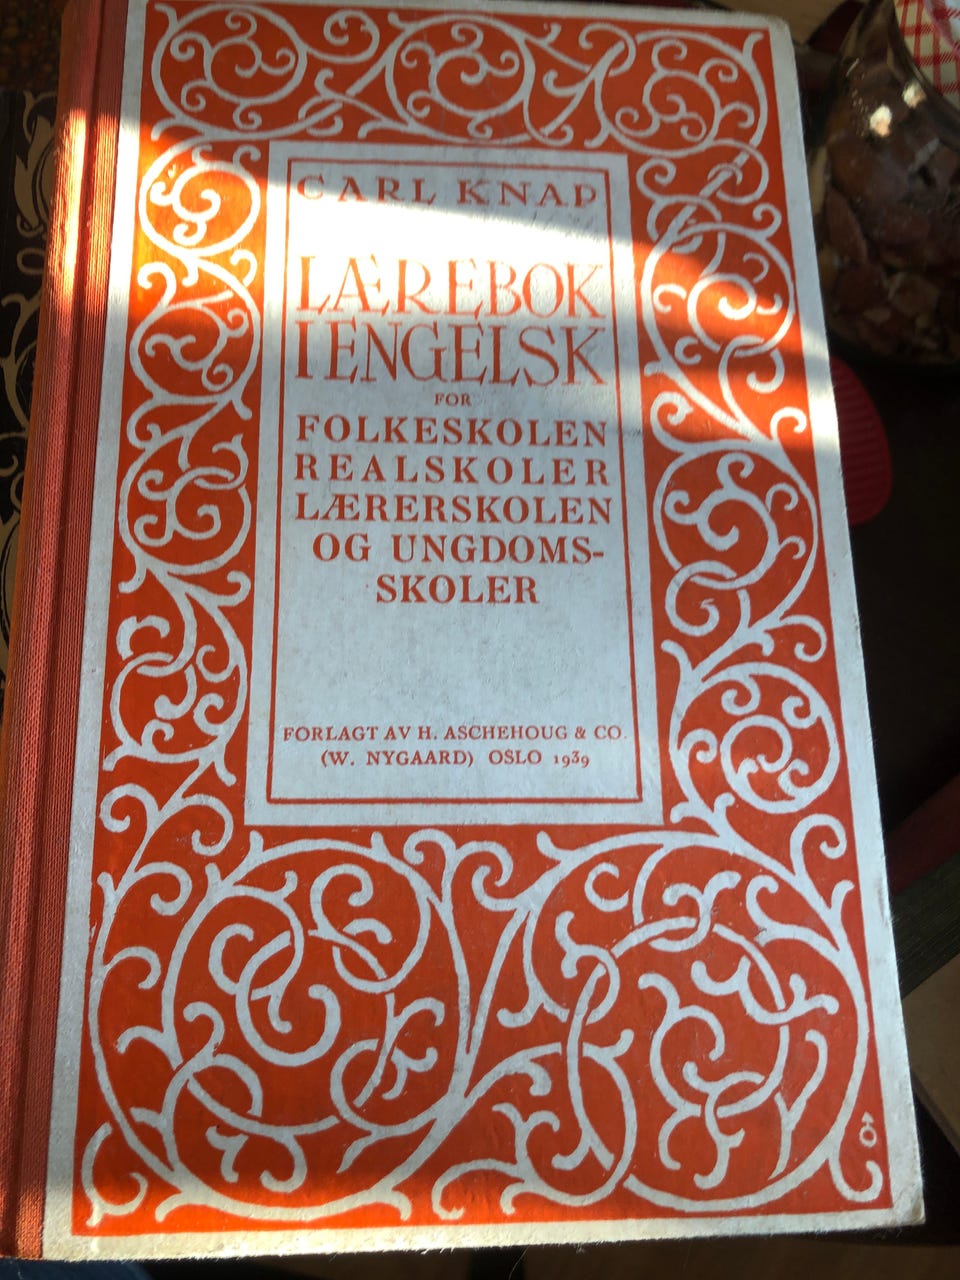 CARL KNAP
LÆREBOK
I ENGELSK
FOR
FOLKESKOLEN
REALSKOLER
LÆRERSKOLEN
OG UNGDOMS-
SKOLER
FORLAGT AV H. ASCHEHOUG & CO.
(W. NYGAARD) OSLO 1939